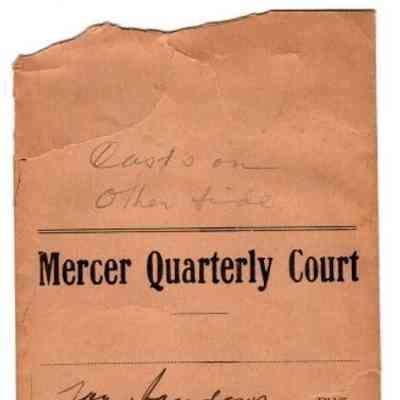 Costs on
Other side
Mercer Quarterly Court